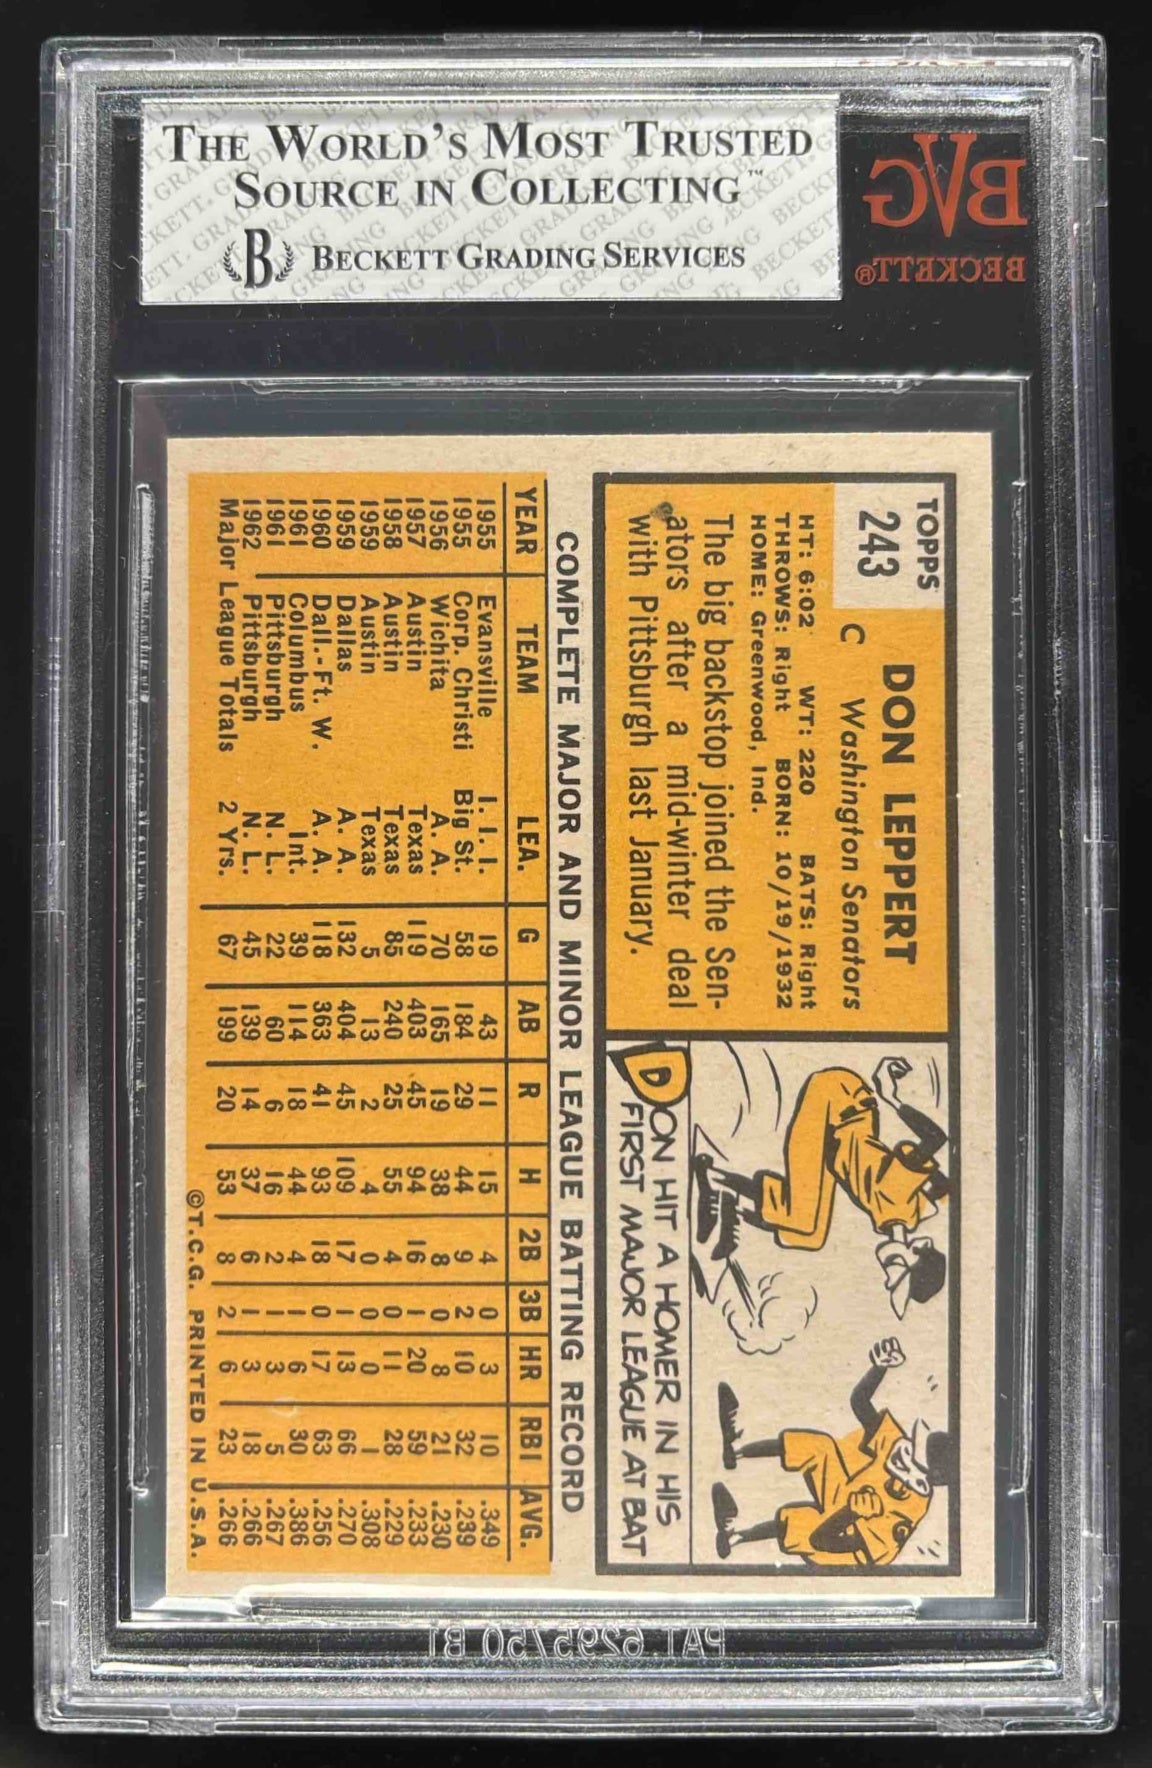 THE WORLD'S MOST TRUSTED
SOURCE IN COLLECTING™
B BECKETT GRADING SERVICES
BVG
BECKETT®
TOPPS
243
DON LEPPERT
C Washington Senators
HT: 6:02 WT: 220 BATS: Right
THROWS: Right BORN: 10/19/1932
HOME: Greenwood, Ind.
The big backstop joined the Sen-
ators after a mid-winter deal
with Pittsburgh last January.
DON HIT A HOMER IN HIS
FIRST MAJOR LEAGUE AT BAT
COMPLETE MAJOR AND MINOR LEAGUE BATTING RECORD
YEAR TEAM LEA. G AB R H 2B 3B HR RBI AVG.
1955 Evansville I. I. I. 19 43 11 15 4 0 3 10 .349
1955 Corp. Christi Big St. 58 184 29 44 9 2 10 32 .239
1956 Wichita A. A. 70 165 19 38 8 0 8 21 .230
1957 Austin Texas 119 403 45 94 16 1 20 59 .233
1958 Austin Texas 85 240 25 55 4 0 11 28 .229
1959 Austin Texas 5 13 2 4 0 0 0 1 .308
1959 Dallas A. A. 132 404 45 109 17 1 13 66 .270
1960 Dall.-Ft. W. A. A. 118 363 41 93 18 0 17 63 .256
1961 Columbus Int. 39 114 18 44 4 1 6 30 .386
1961 Pittsburgh N. L. 22 60 6 16 2 1 3 5 .267
1962 Pittsburgh N. L. 45 139 14 37 6 1 3 18 .266
Major League Totals 2 Yrs. 67 199 20 53 8 2 6 23 .266
©T.C.G. PRINTED IN U.S.A.
PAT. 6295750 B1